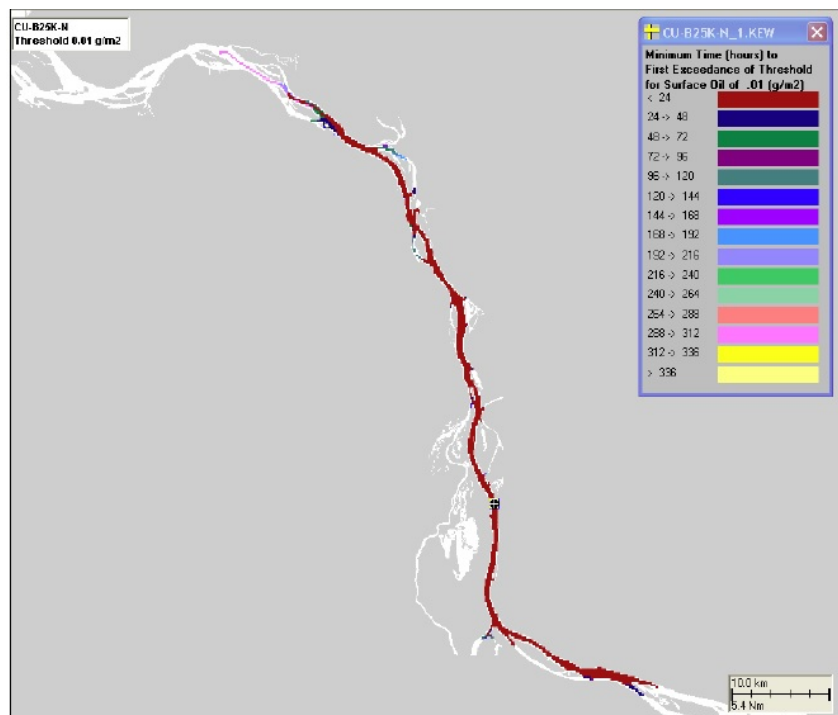 CU-B25K-N
Threshold 0.01 g/m2
CU-B25K-N_1.KEW
Minimum Time (hours) to
First Exceedance of Threshold
for Surface Oil of .01 (g/m2)
< 24
24 -> 48
48 -> 72
72 -> 96
96 -> 120
120 -> 144
144 -> 168
168 -> 192
192 -> 216
216 -> 240
240 -> 264
264 -> 288
288 -> 312
312 -> 336
> 336
10.0 km
5.4 Nm